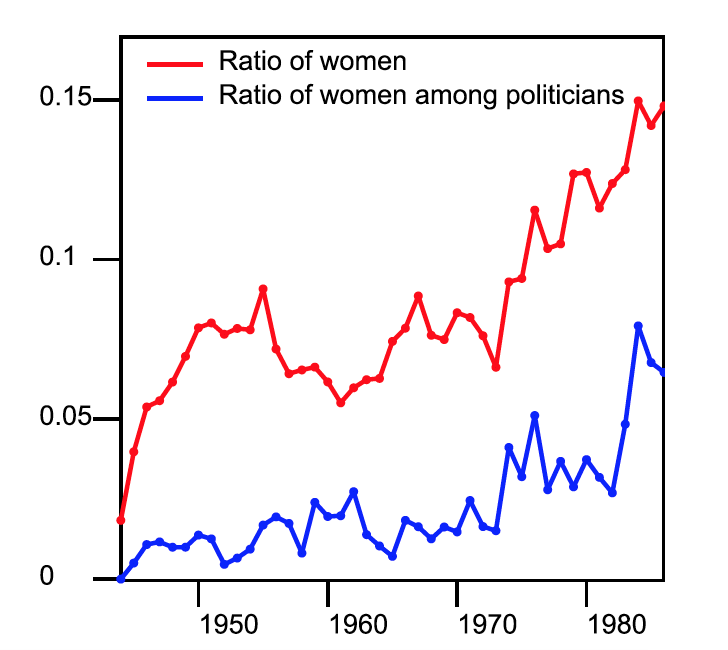 Ratio of women
Ratio of women among politicians
0.15
0.1
0.05
0
1950 1960 1970 1980